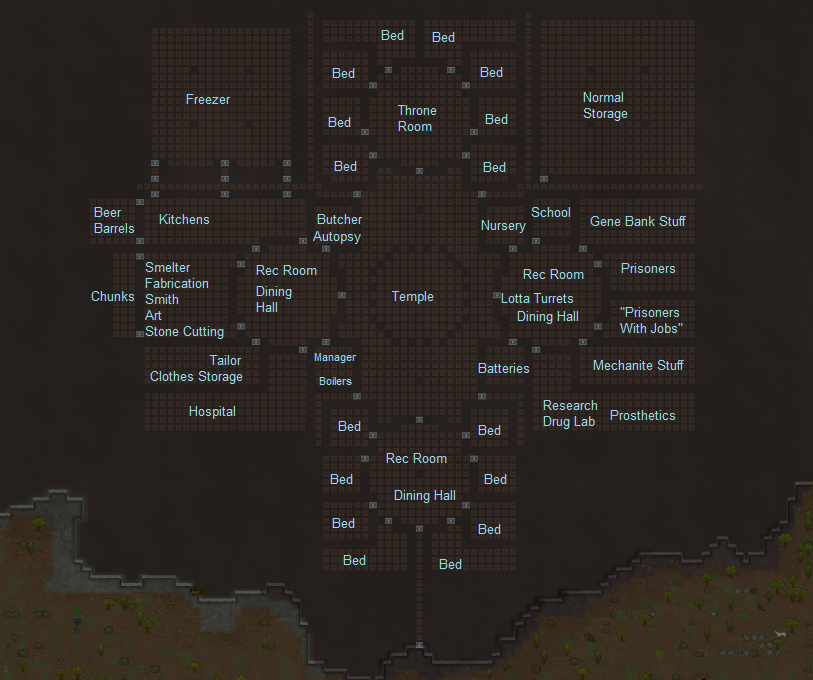 Bed
Bed
Bed
Bed
Freezer
Throne
Room
Normal
Storage
Bed
Bed
Bed
Bed
Beer
Barrels
Kitchens
Butcher
Autopsy
Nursery
School
Gene Bank Stuff
Chunks
Smelter
Fabrication
Smith
Art
Stone Cutting
Rec Room
Dining
Hall
Temple
Rec Room
Lotta Turrets
Dining Hall
Prisoners
"Prisoners
With Jobs"
Tailor
Clothes Storage
Manager
Boilers
Batteries
Mechanite Stuff
Hospital
Research
Drug Lab
Prosthetics
Bed
Bed
Rec Room
Dining Hall
Bed
Bed
Bed
Bed
Bed
Bed